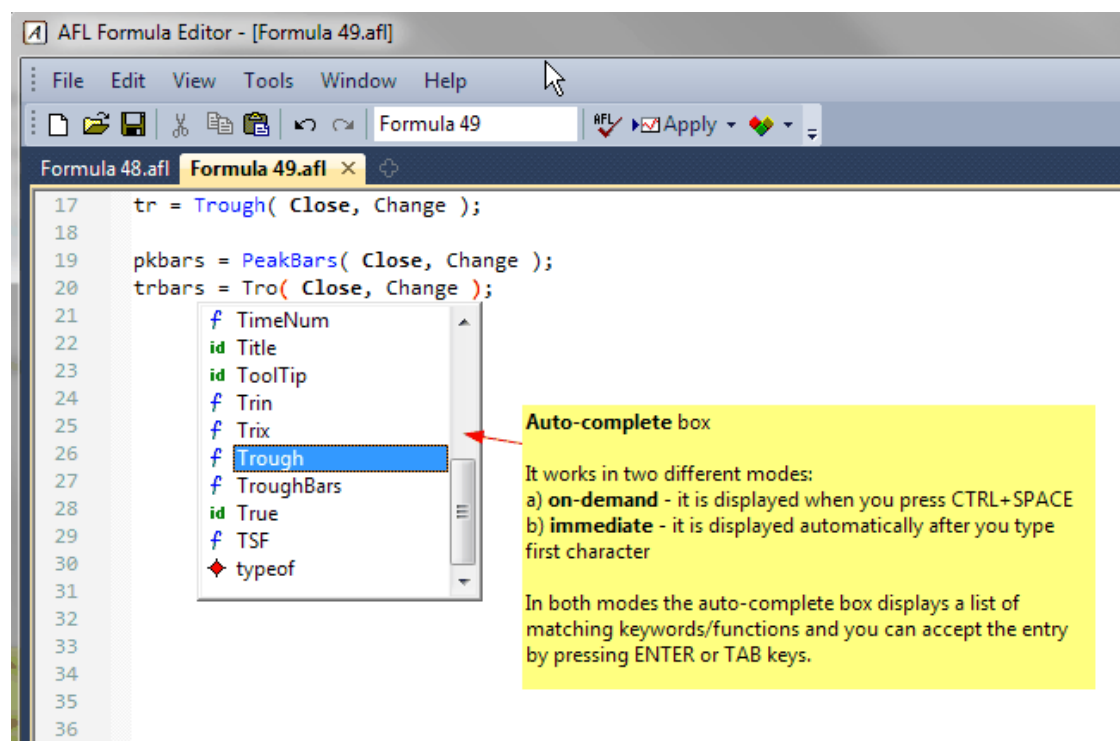 AFL Formula Editor - [Formula 49.afl]
File Edit View Tools Window Help
Formula 49 AFL Apply
Formula 48.afl Formula 49.afl
17 tr = Trough( Close, Change );
18
19 pkbars = PeakBars( Close, Change );
20 trbars = Tro( Close, Change );
21 f TimeNum
22 id Title
23 id ToolTip
24 f Trin
25 f Trix
26 f Trough
27 f TroughBars
28 id True
29 f TSF
30 typeof
31
32
33
34
35
36
Auto-complete box
It works in two different modes:
a) on-demand - it is displayed when you press CTRL+SPACE
b) immediate - it is displayed automatically after you type
first character
In both modes the auto-complete box displays a list of
matching keywords/functions and you can accept the entry
by pressing ENTER or TAB keys.